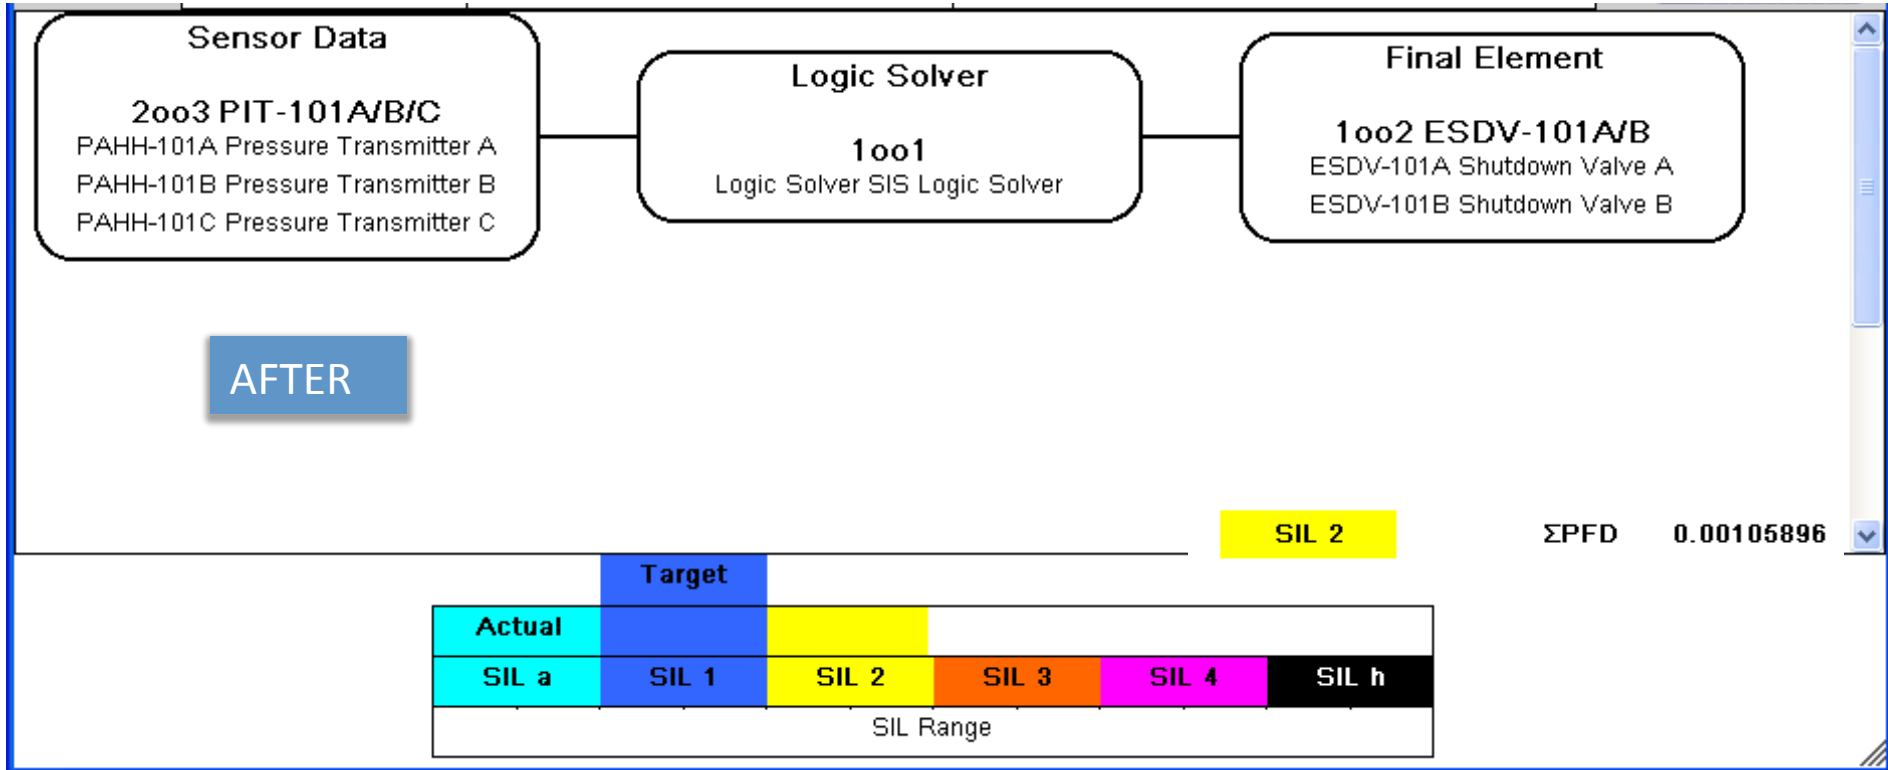 Sensor Data
2oo3 PIT-101A/B/C
PAHH-101A Pressure Transmitter A
PAHH-101B Pressure Transmitter B
PAHH-101C Pressure Transmitter C
Logic Solver
1oo1
Logic Solver SIS Logic Solver
Final Element
1oo2 ESDV-101A/B
ESDV-101A Shutdown Valve A
ESDV-101B Shutdown Valve B
AFTER
SIL 2 ΣPFD 0.00105896
Target
Actual
SIL a SIL 1 SIL 2 SIL 3 SIL 4 SIL h
SIL Range